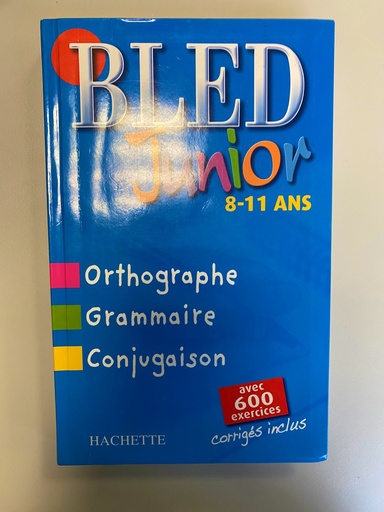 BLED
Junior
8-11 ANS
Orthographe
Grammaire
Conjugaison
avec
600
exercices
corrigés inclus
HACHETTE